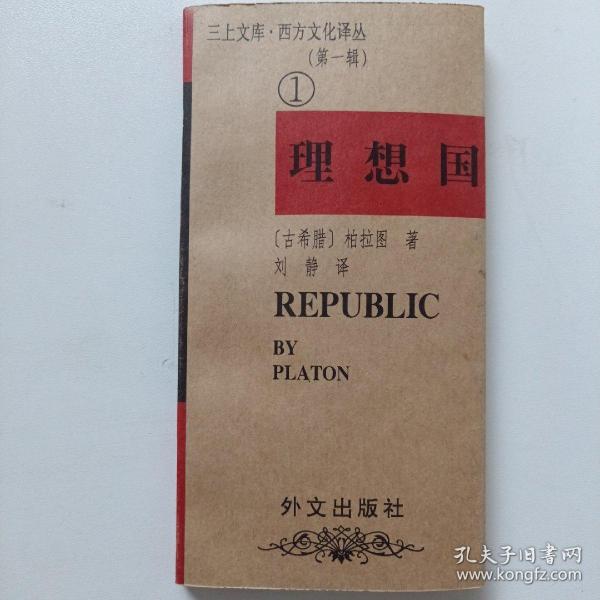 三上文库·西方文化译丛
(第一辑)
①
理想国
〔古希腊〕柏拉图 著
刘静 译
REPUBLIC
BY
PLATON
外文出版社
孔夫子旧书网
www.kongfz.com